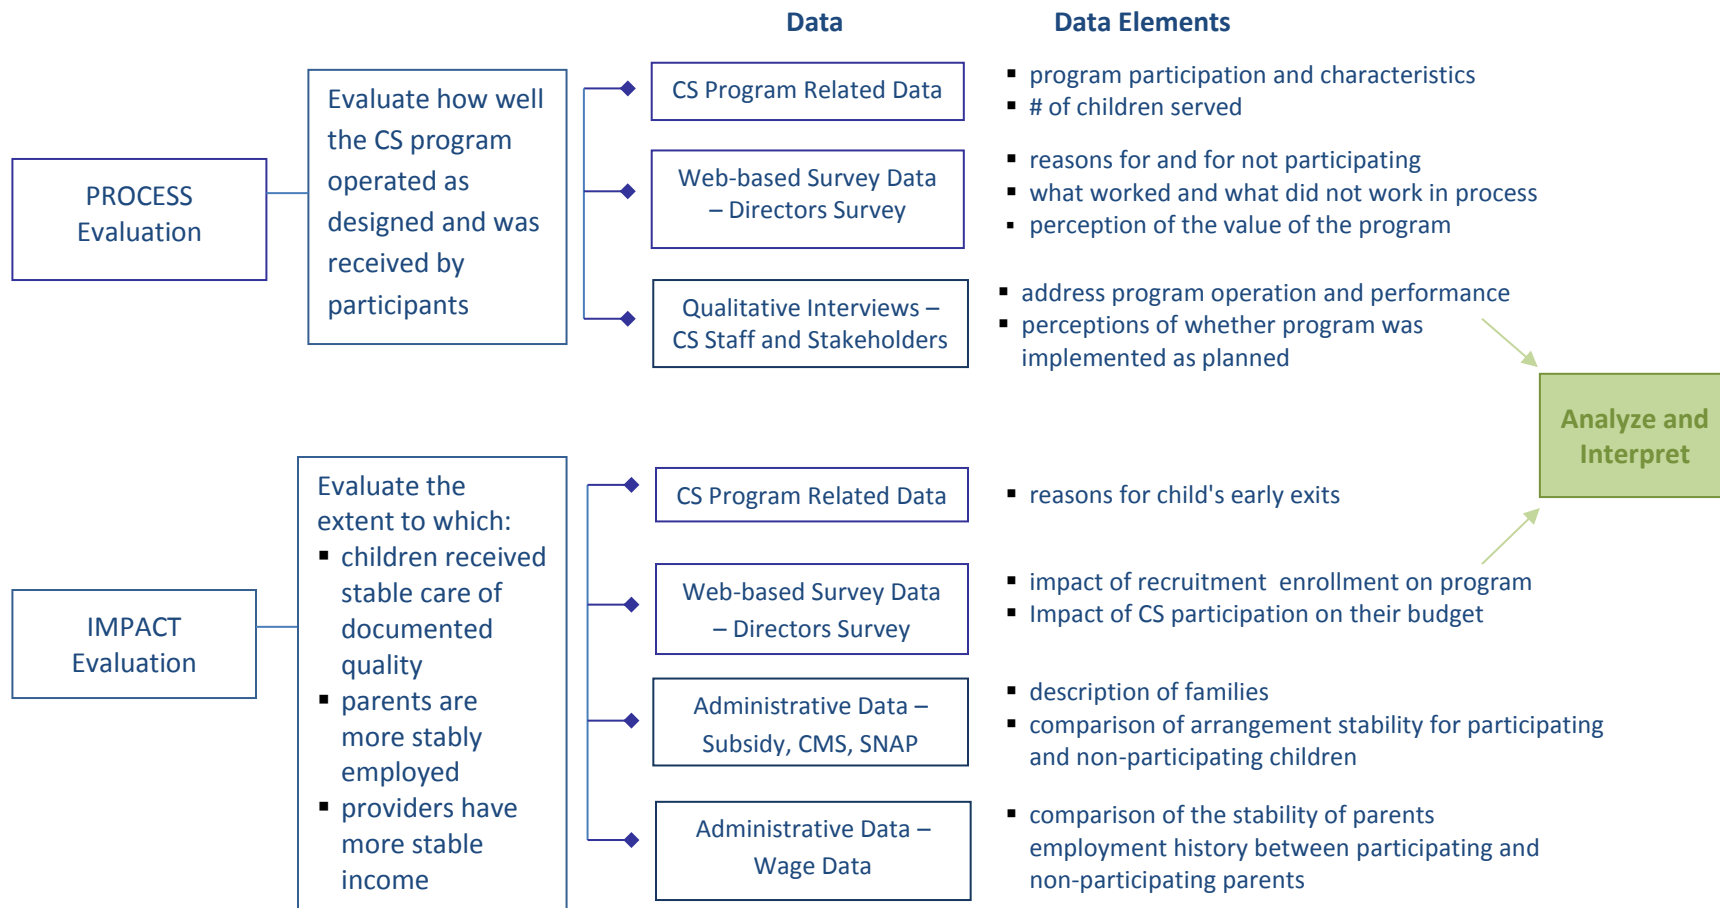 Data
Data Elements
PROCESS
Evaluation
Evaluate how well
the CS program
operated as
designed and was
received by
participants
CS Program Related Data
▪ program participation and characteristics
▪ # of children served
Web-based Survey Data
– Directors Survey
▪ reasons for and for not participating
▪ what worked and what did not work in process
▪ perception of the value of the program
Qualitative Interviews –
CS Staff and Stakeholders
▪ address program operation and performance
▪ perceptions of whether program was
implemented as planned
Analyze and
Interpret
IMPACT
Evaluation
Evaluate the
extent to which:
▪ children received
stable care of
documented
quality
▪ parents are
more stably
employed
▪ providers have
more stable
income
CS Program Related Data
▪ reasons for child's early exits
Web-based Survey Data
– Directors Survey
▪ impact of recruitment  enrollment on program
▪ Impact of CS participation on their budget
Administrative Data –
Subsidy, CMS, SNAP
▪ description of families
▪ comparison of arrangement stability for participating
and non-participating children
Administrative Data –
Wage Data
▪ comparison of the stability of parents
employment history between participating and
non-participating parents